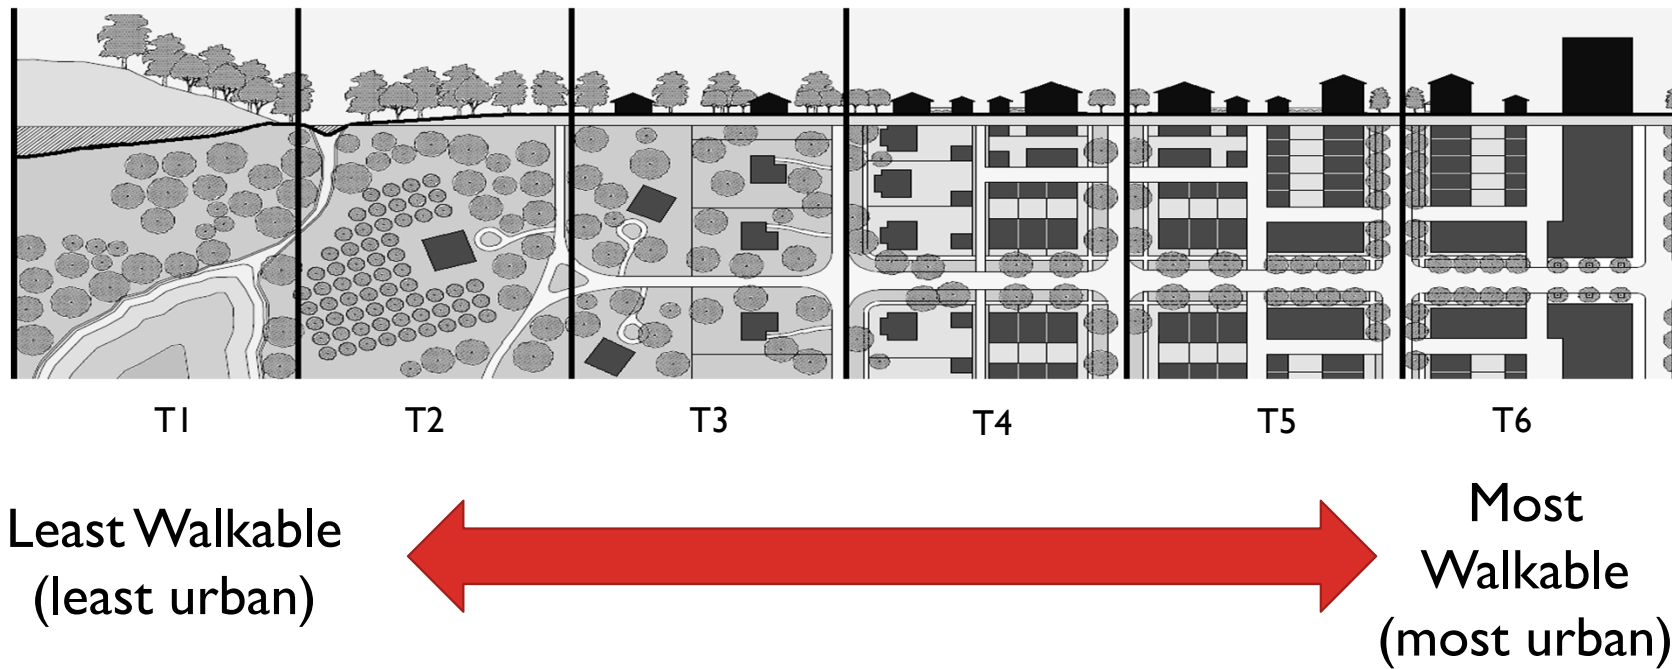 T1
T2
T3
T4
T5
T6
Least Walkable
(least urban)
Most
Walkable
(most urban)